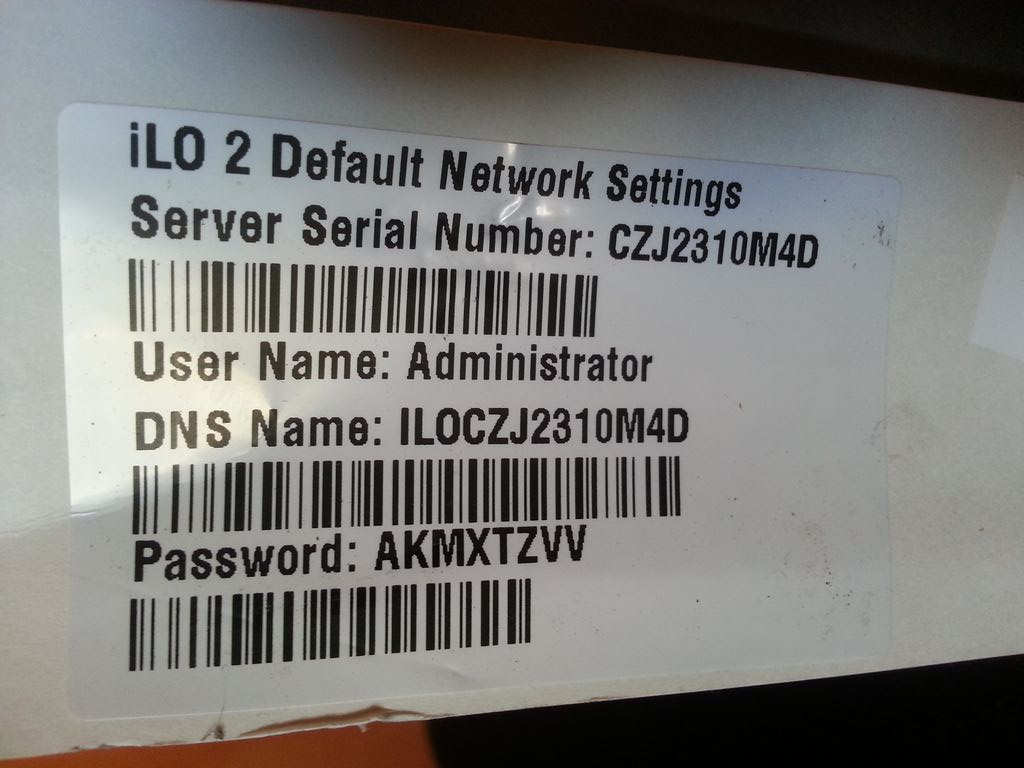 iLO 2 Default Network Settings
Server Serial Number: CZJ2310M4D
User Name: Administrator
DNS Name: ILOCZJ2310M4D
Password: AKMXTZVV